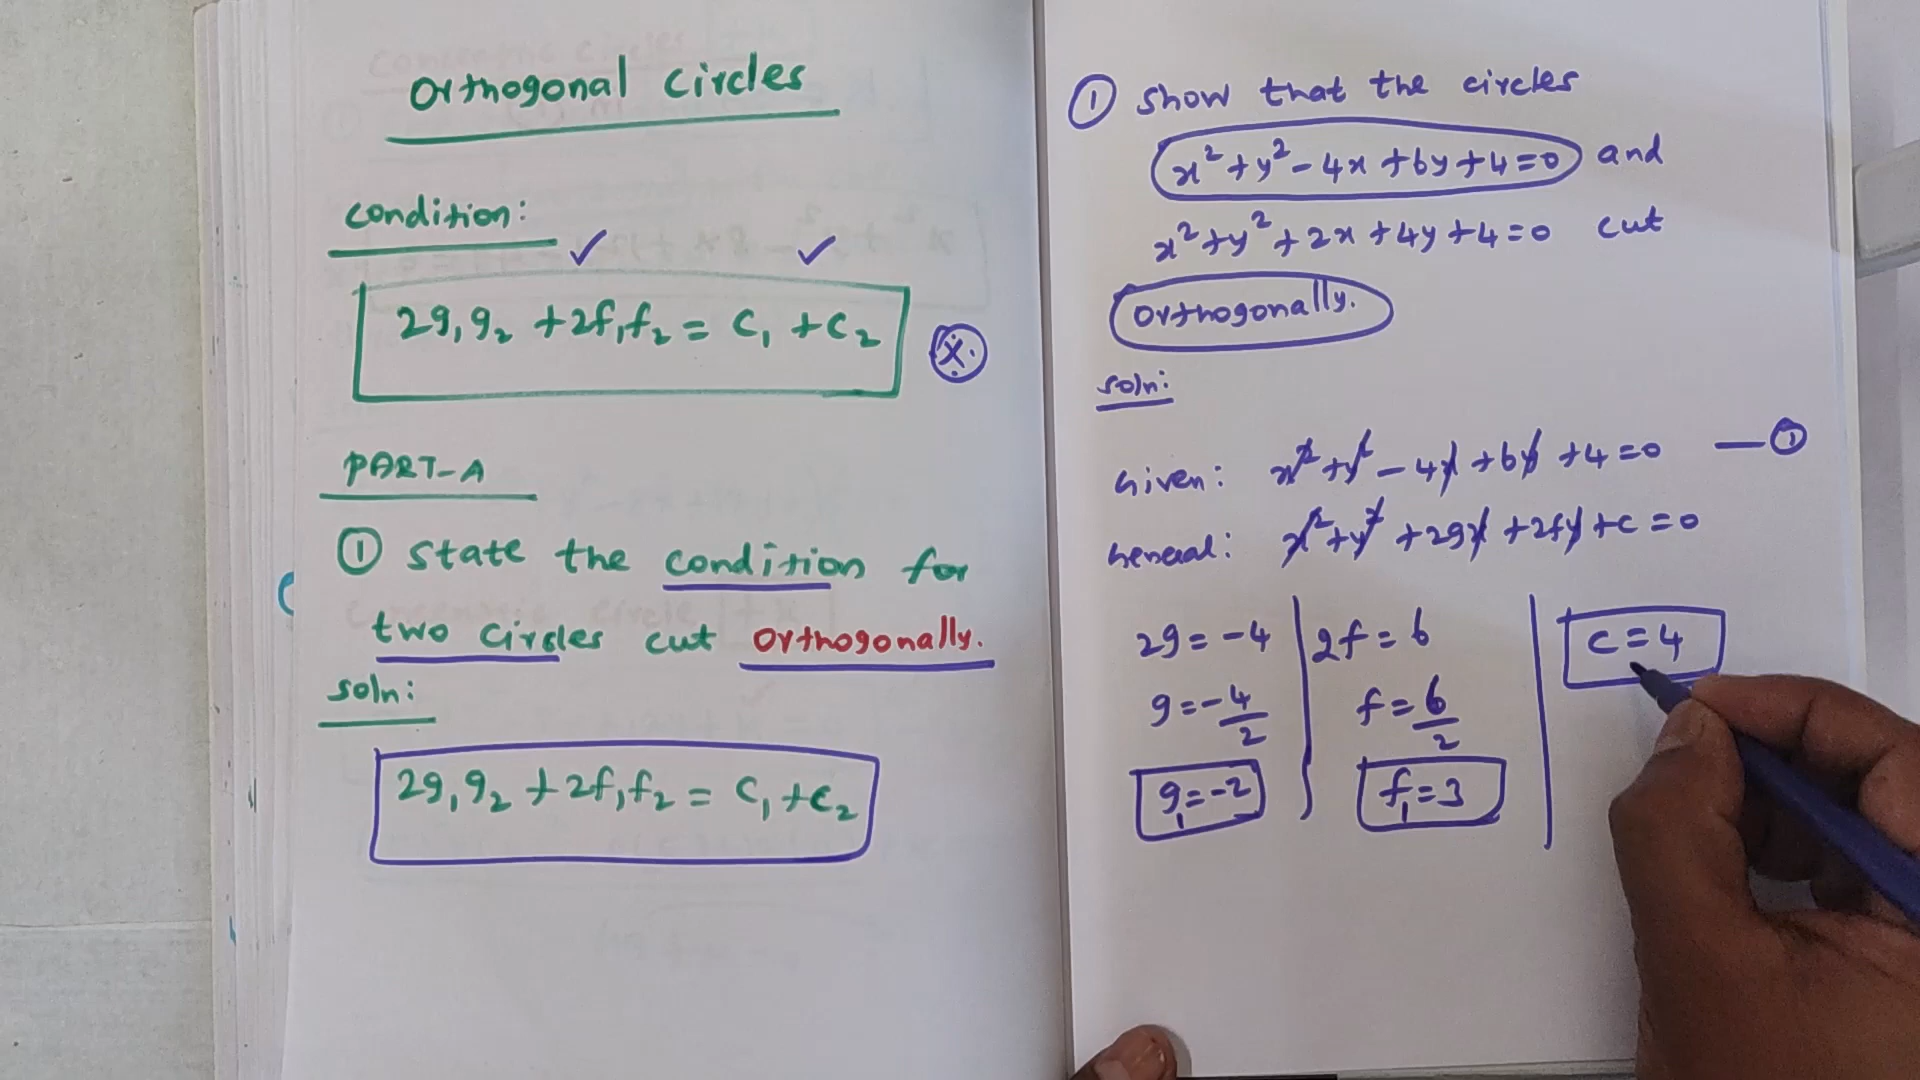 Orthogonal Circles
Condition:
2g₁g₂ + 2f₁f₂ = C₁ + C₂
PART-A
① State the condition for
two circles cut orthogonally.
Soln:
2g₁g₂ + 2f₁f₂ = C₁ + C₂
① Show that the circles
x² + y² - 4x + 6y + 4 = 0 and
x² + y² + 2x + 4y + 4 = 0 cut
Orthogonally.
Soln:
Given: x² + y² - 4x + 6y + 4 = 0 — ①
General: x² + y² + 2gx + 2fy + c = 0
2g = -4 | 2f = 6 | c = 4
g = -4/2 | f = 6/2
g₁ = -2 | f₁ = 3